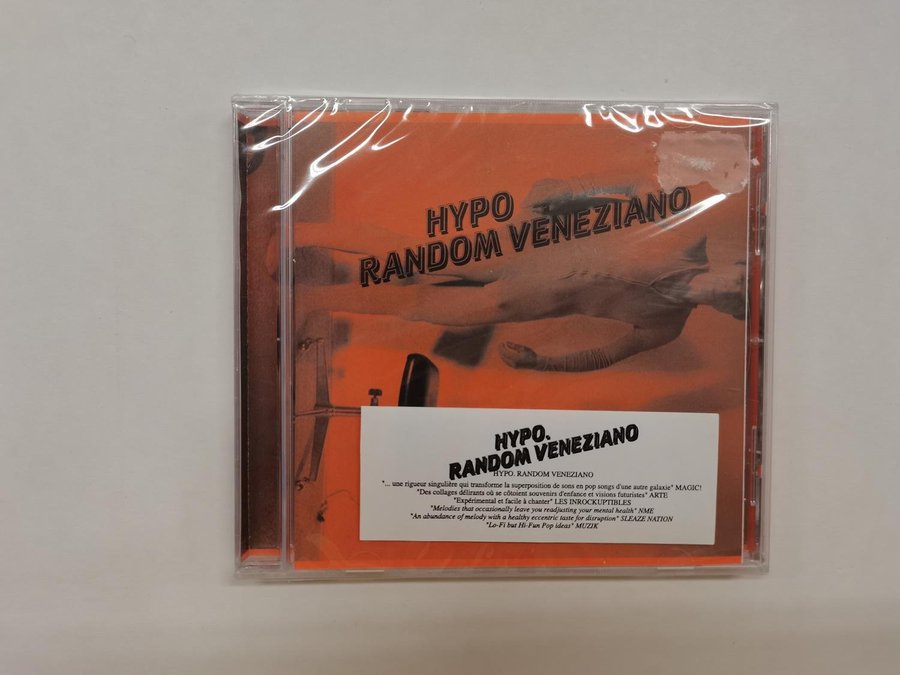 HYPO
RANDOM VENEZIANO
HYPO.
RANDOM VENEZIANO
HYPO. RANDOM VENEZIANO
"... une rigueur singulière qui transforme la superposition de sons en pop songs d'une autre galaxie" MAGIC!
"Des collages délirants où se côtoient souvenirs d'enfance et visions futuristes" ARTE
"Expérimental et facile à chanter" LES INROCKUPTIBLES
"Melodies that occasionally leave you readjusting your mental health" NME
"An abundance of melody with a healthy eccentric taste for disruption" SLEAZE NATION
"Lo-Fi but Hi-Fun Pop ideas" MUZIK